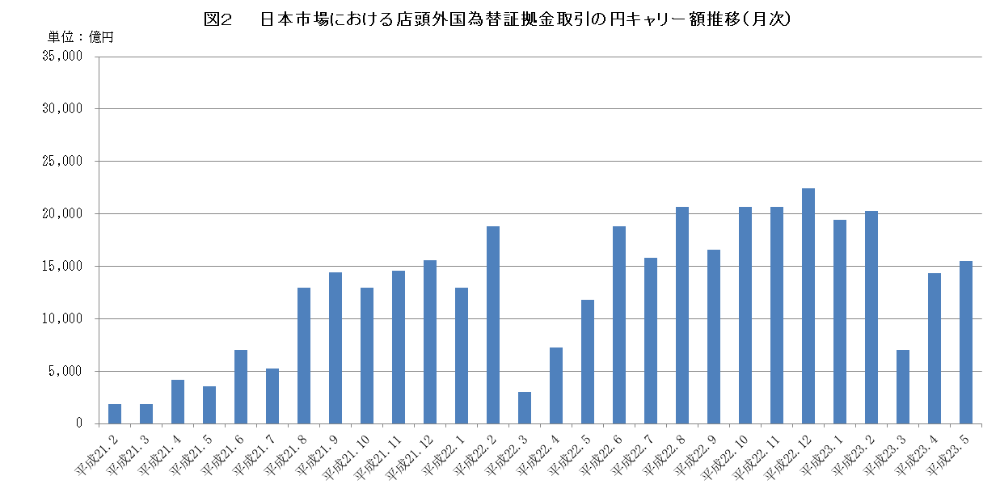 図２　日本市場における店頭外国為替証拠金取引の円キャリー額推移（月次）
単位：億円
35,000
30,000
25,000
20,000
15,000
10,000
5,000
0
平成21.2
平成21.3
平成21.4
平成21.5
平成21.6
平成21.7
平成21.8
平成21.9
平成21.10
平成21.11
平成21.12
平成22.1
平成22.2
平成22.3
平成22.4
平成22.5
平成22.6
平成22.7
平成22.8
平成22.9
平成22.10
平成22.11
平成22.12
平成23.1
平成23.2
平成23.3
平成23.4
平成23.5